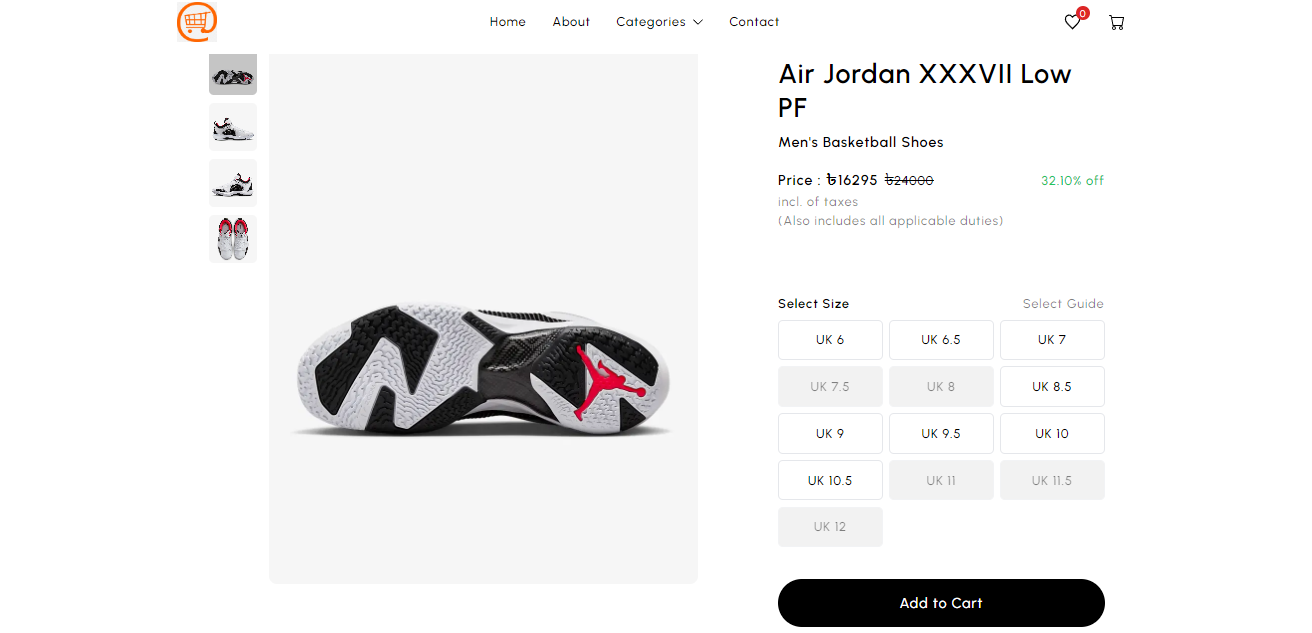 Home About Categories Contact
0
Air Jordan XXXVII Low
PF
Men's Basketball Shoes
Price : ৳16295 ৳24000 32.10% off
incl. of taxes
(Also includes all applicable duties)
Select Size Select Guide
UK 6 UK 6.5 UK 7
UK 7.5 UK 8 UK 8.5
UK 9 UK 9.5 UK 10
UK 10.5 UK 11 UK 11.5
UK 12
Add to Cart